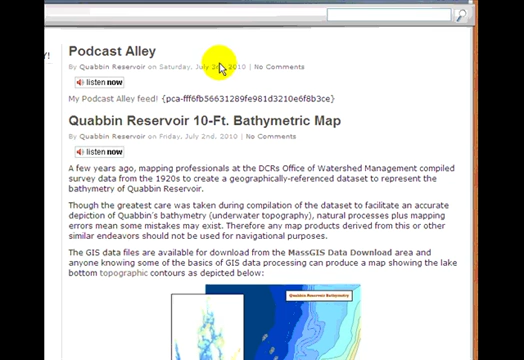 Podcast Alley
By Quabbin Reservoir on Saturday, July 2010 | No Comments
listen now
My Podcast Alley feed! {pca-fff6fb56631289fe981d3210e6f8b3ce}
Quabbin Reservoir 10-Ft. Bathymetric Map
By Quabbin Reservoir on Friday, July 2nd, 2010 | No Comments
listen now
A few years ago, mapping professionals at the DCRs Office of Watershed Management compiled
survey data from the 1920s to create a geographically-referenced dataset to represent the
bathymetry of Quabbin Reservoir.
Though the greatest care was taken during compilation of the dataset to facilitate an accurate
depiction of Quabbin's bathymetry (underwater topography), natural processes plus mapping
errors mean some mistakes may exist. Therefore any map products derived from this or other
similar endeavors should not be used for navigational purposes.
The GIS data files are available for download from the MassGIS Data Download area and
anyone knowing some of the basics of GIS data processing can produce a map showing the lake
bottom topographic contours as depicted below:
Quabbin Reservoir Bathymetry